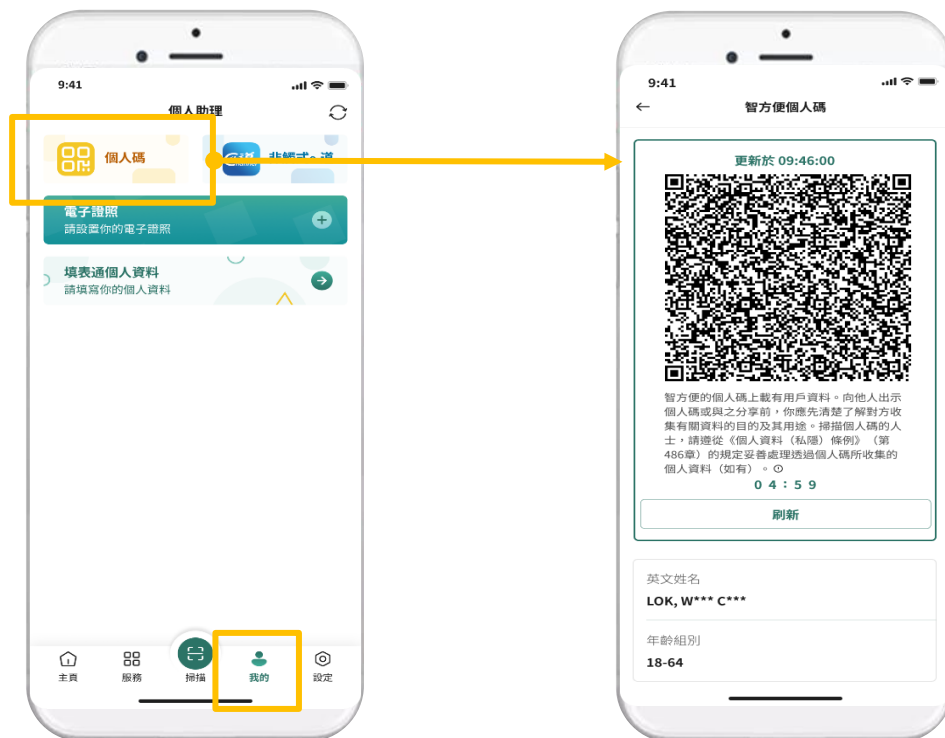 9:41
個人助理
個人碼
非觸式e-道
電子證照
請設置你的電子證照
填表通個人資料
請填寫你的個人資料
主頁
服務
掃描
我的
設定
9:41
智方便個人碼
更新於 09:46:00
智方便的個人碼上載有用戶資料。向他人出示
個人碼或與之分享前，你應先清楚了解對方收
集有關資料的目的及其用途。掃描個人碼的人
士，請遵從《個人資料（私隱）條例》（第
486章）的規定妥善處理透過個人碼所收集的
個人資料（如有）。
04:59
刷新
英文姓名
LOK, W*** C***
年齡組別
18-64